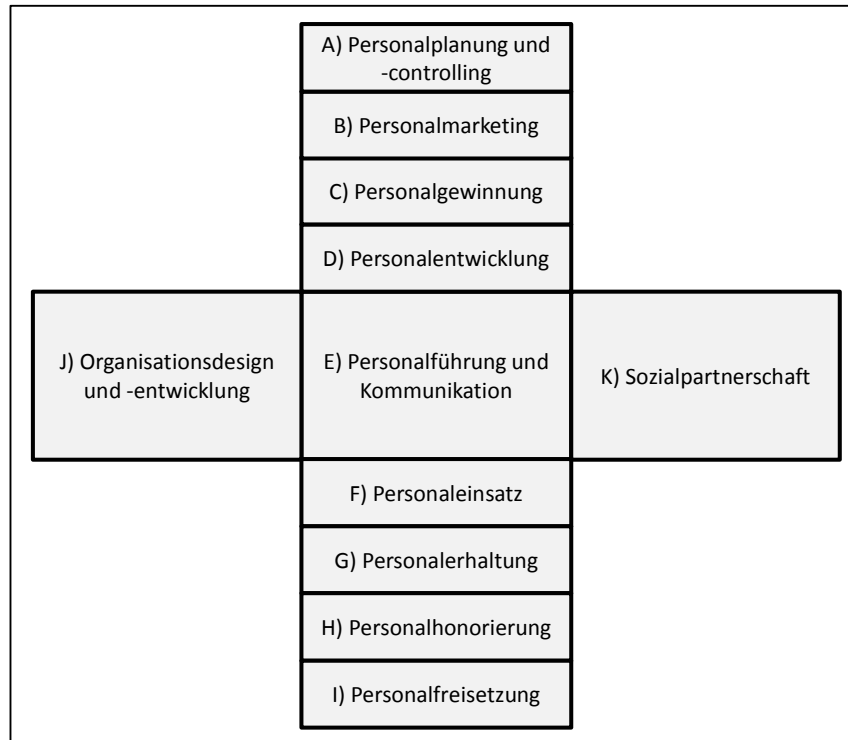 A) Personalplanung und
-controlling
B) Personalmarketing
C) Personalgewinnung
D) Personalentwicklung
J) Organisationsdesign
und -entwicklung
E) Personalführung und
Kommunikation
K) Sozialpartnerschaft
F) Personaleinsatz
G) Personalerhaltung
H) Personalhonorierung
I) Personalfreisetzung